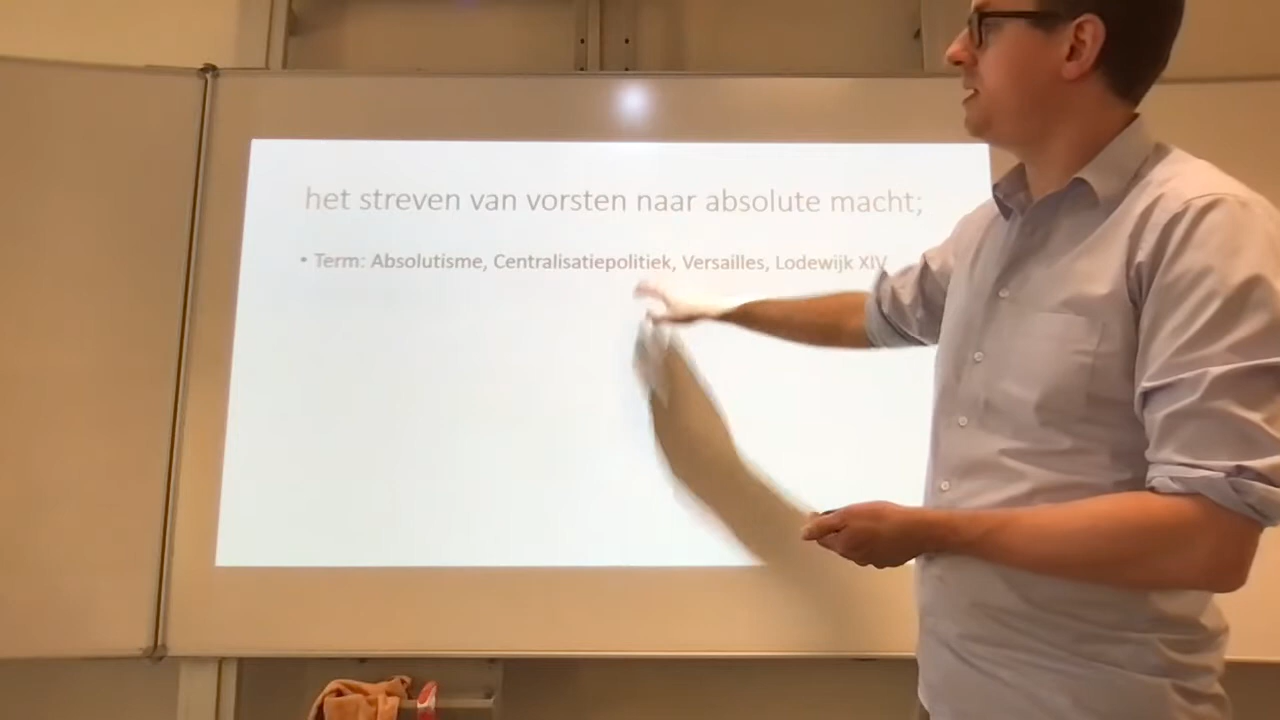 het streven van vorsten naar absolute macht;
• Term: Absolutisme, Centralisatiepolitiek, Versailles, Lodewijk XIV